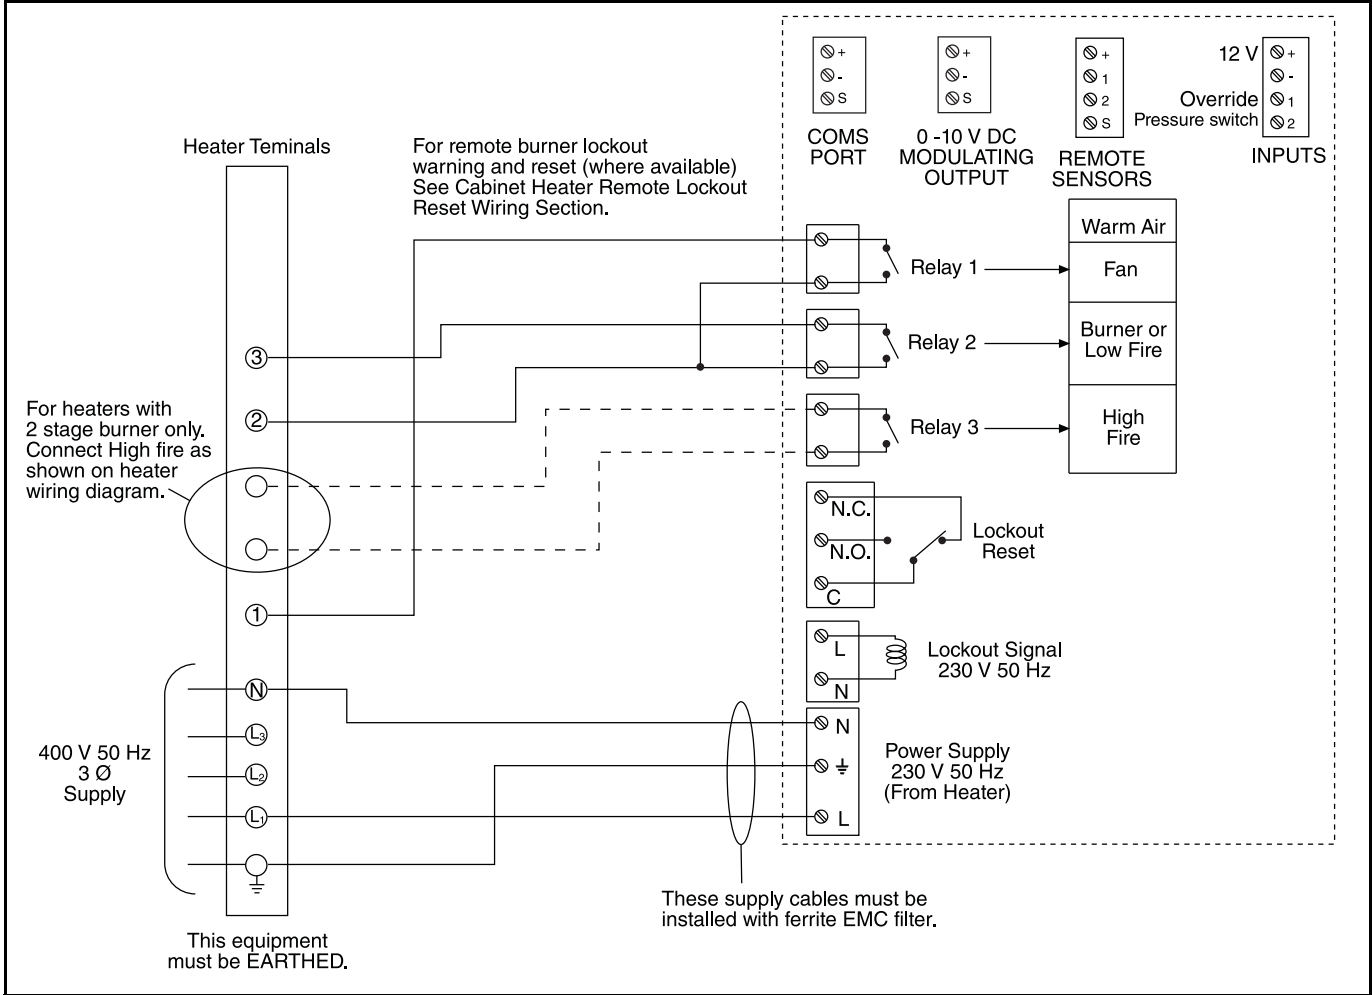 +
-
S
COMS
PORT
+
-
S
0 -10 V DC
MODULATING
OUTPUT
+
1
2
S
REMOTE
SENSORS
12 V
+
-
Override
1
Pressure switch
2
INPUTS
Heater Teminals
For remote burner lockout
warning and reset (where available)
See Cabinet Heater Remote Lockout
Reset Wiring Section.
Warm Air
Relay 1
Fan
Relay 2
Burner or
Low Fire
Relay 3
High
Fire
3
2
For heaters with
2 stage burner only.
Connect High fire as
shown on heater
wiring diagram.
1
N.C.
N.O.
C
Lockout
Reset
L
N
Lockout Signal
230 V 50 Hz
N
L3
L2
L1
400 V 50 Hz
3 Ø
Supply
N
L
Power Supply
230 V 50 Hz
(From Heater)
These supply cables must be
installed with ferrite EMC filter.
This equipment
must be EARTHED.